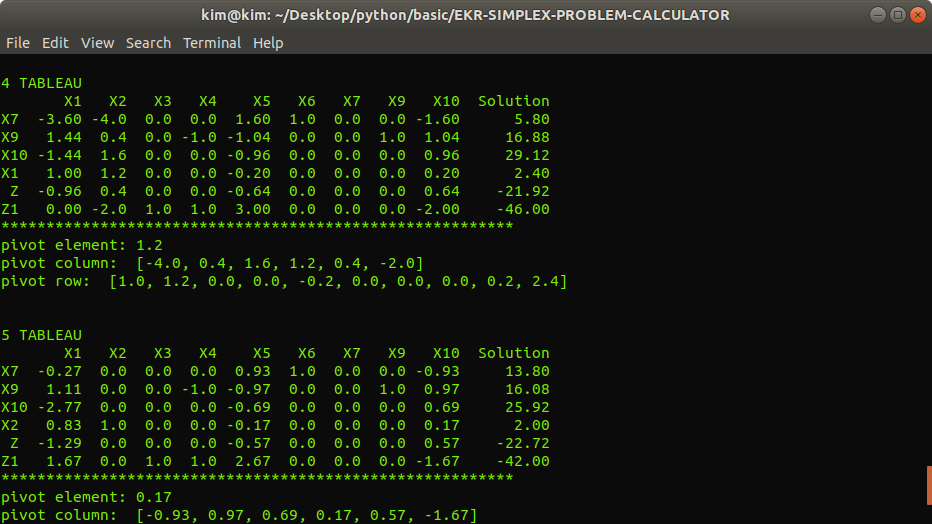 kim@kim: ~/Desktop/python/basic/EKR-SIMPLEX-PROBLEM-CALCULATOR
File Edit View Search Terminal Help
4 TABLEAU
X1 X2 X3 X4 X5 X6 X7 X9 X10 Solution
X7 -3.60 -4.0 0.0 0.0 1.60 1.0 0.0 0.0 -1.60 5.80
X9 1.44 0.4 0.0 -1.0 -1.04 0.0 0.0 1.0 1.04 16.88
X10 -1.44 1.6 0.0 0.0 -0.96 0.0 0.0 0.0 0.96 29.12
X1 1.00 1.2 0.0 0.0 -0.20 0.0 0.0 0.0 0.20 2.40
Z -0.96 0.4 0.0 0.0 -0.64 0.0 0.0 0.0 0.64 -21.92
Z1 0.00 -2.0 1.0 1.0 3.00 0.0 0.0 0.0 -2.00 -46.00
*********************************************************
pivot element: 1.2
pivot column: [-4.0, 0.4, 1.6, 1.2, 0.4, -2.0]
pivot row: [1.0, 1.2, 0.0, 0.0, -0.2, 0.0, 0.0, 0.0, 0.2, 2.4]
5 TABLEAU
X1 X2 X3 X4 X5 X6 X7 X9 X10 Solution
X7 -0.27 0.0 0.0 0.0 0.93 1.0 0.0 0.0 -0.93 13.80
X9 1.11 0.0 0.0 -1.0 -0.97 0.0 0.0 1.0 0.97 16.08
X10 -2.77 0.0 0.0 0.0 -0.69 0.0 0.0 0.0 0.69 25.92
X2 0.83 1.0 0.0 0.0 -0.17 0.0 0.0 0.0 0.17 2.00
Z -1.29 0.0 0.0 0.0 -0.57 0.0 0.0 0.0 0.57 -22.72
Z1 1.67 0.0 1.0 1.0 2.67 0.0 0.0 0.0 -1.67 -42.00
*********************************************************
pivot element: 0.17
pivot column: [-0.93, 0.97, 0.69, 0.17, 0.57, -1.67]